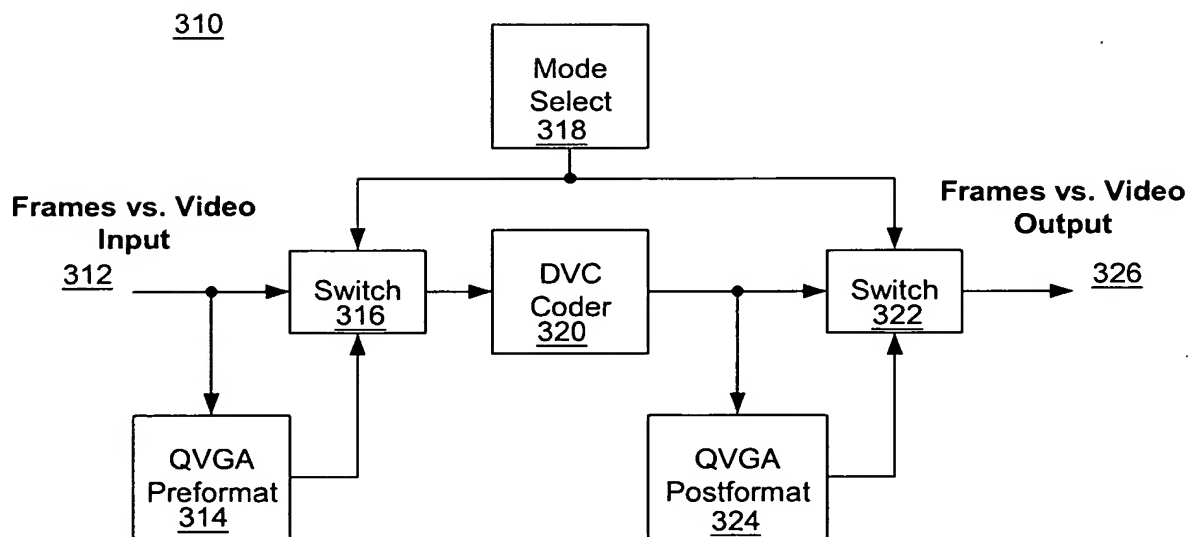 310
Mode
Select
318
Frames vs. Video
Input
312
Frames vs. Video
Output
326
Switch
316
DVC
Coder
320
Switch
322
QVGA
Preformat
314
QVGA
Postformat
324